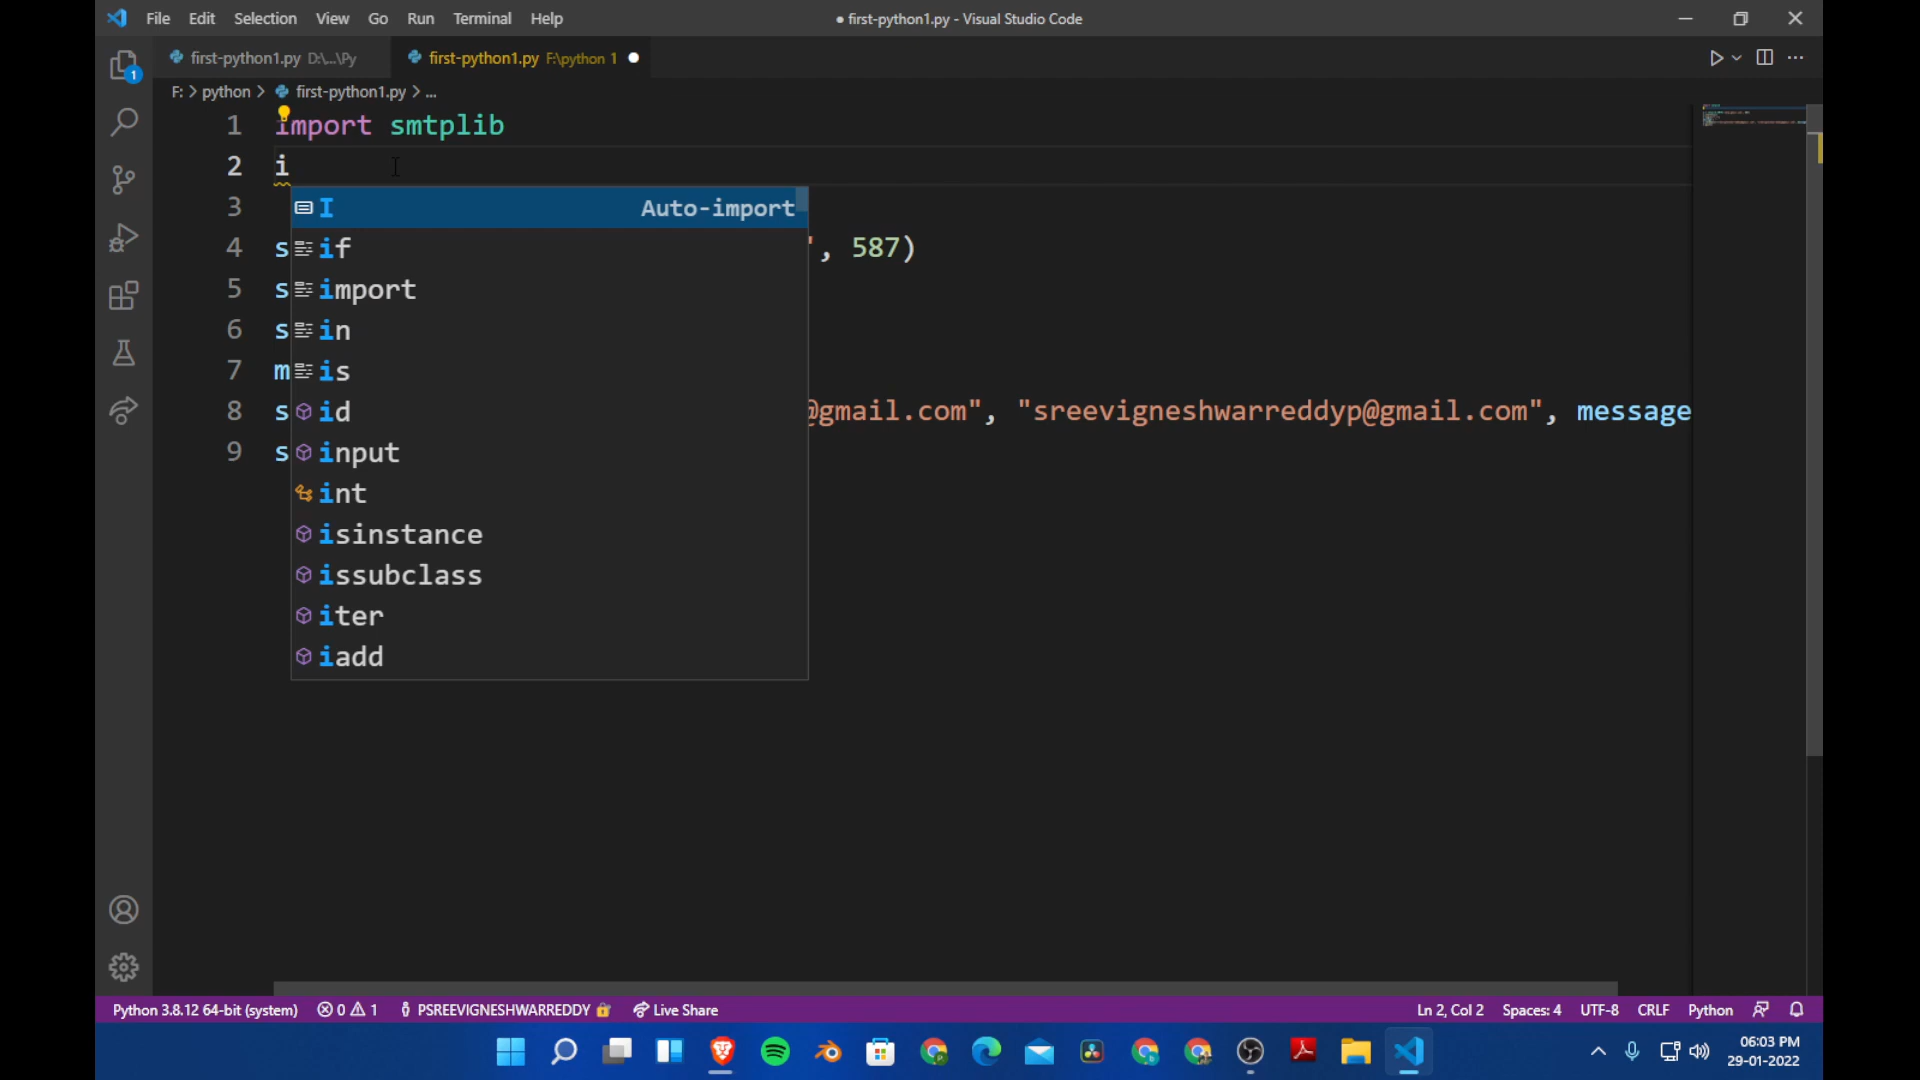 File Edit Selection View Go Run Terminal Help
● first-python1.py - Visual Studio Code
first-python1.py D:\...\Py
first-python1.py F:\python 1
F: > python > first-python1.py > ...
1 import smtplib
2 i
3
4 s ', 587)
5 s
6 s
7 m
8 s @gmail.com", "sreevigneshwarreddyp@gmail.com", message
9 s
I Auto-import
if
import
in
is
id
input
int
isinstance
issubclass
iter
iadd
1
Python 3.8.12 64-bit (system) 0 1 PSREEVIGNESHWARREDDY Live Share
Ln 2, Col 2 Spaces: 4 UTF-8 CRLF Python
06:03 PM
29-01-2022